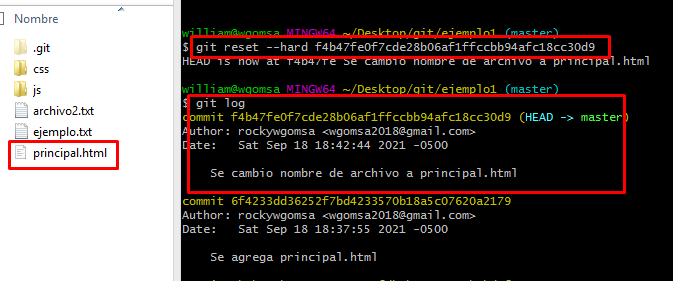 Nombre
.git
css
js
archivo2.txt
ejemplo.txt
principal.html
william@wgomsa MINGW64 ~/Desktop/git/ejemplo1 (master)
$ git reset --hard f4b47fe0f7cde28b06af1ffccbb94afc18cc30d9
HEAD is now at f4b47fe Se cambio nombre de archivo a principal.html
william@wgomsa MINGW64 ~/Desktop/git/ejemplo1 (master)
$ git log
commit f4b47fe0f7cde28b06af1ffccbb94afc18cc30d9 (HEAD -> master)
Author: rockywgomsa <wgomsa2018@gmail.com>
Date:   Sat Sep 18 18:42:44 2021 -0500
Se cambio nombre de archivo a principal.html
commit 6f4233dd36252f7bd4233570b18a5c07620a2179
Author: rockywgomsa <wgomsa2018@gmail.com>
Date:   Sat Sep 18 18:37:55 2021 -0500
Se agrega principal.html